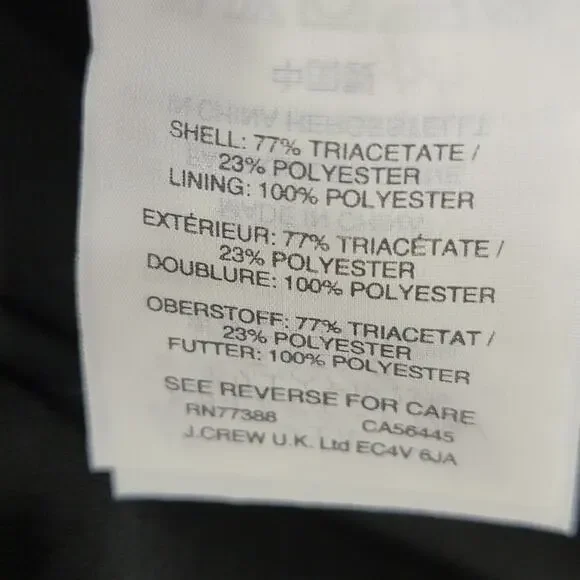 SHELL: 77% TRIACETATE /
23% POLYESTER
LINING: 100% POLYESTER
EXTÉRIEUR: 77% TRIACÉTATE /
23% POLYESTER
DOUBLURE: 100% POLYESTER
OBERSTOFF: 77% TRIACETAT /
23% POLYESTER
FUTTER: 100% POLYESTER
SEE REVERSE FOR CARE
RN77388 CA56445
J.CREW U.K. Ltd EC4V 6JA